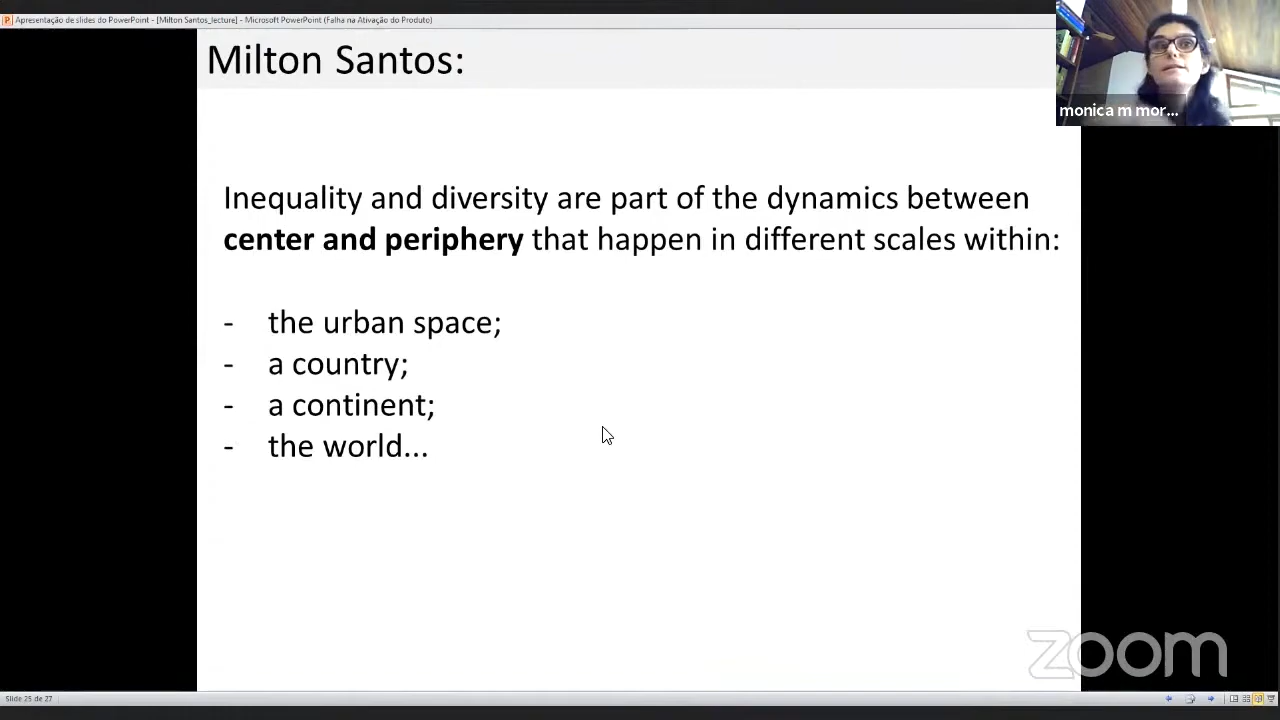 Apresentação de slides do PowerPoint - [Milton Santos_lecture] - Microsoft PowerPoint (Falha na Ativação do Produto)
Milton Santos:
monica m mor...
Inequality and diversity are part of the dynamics between
center and periphery that happen in different scales within:
- the urban space;
- a country;
- a continent;
- the world...
zoom
Slide 25 de 27